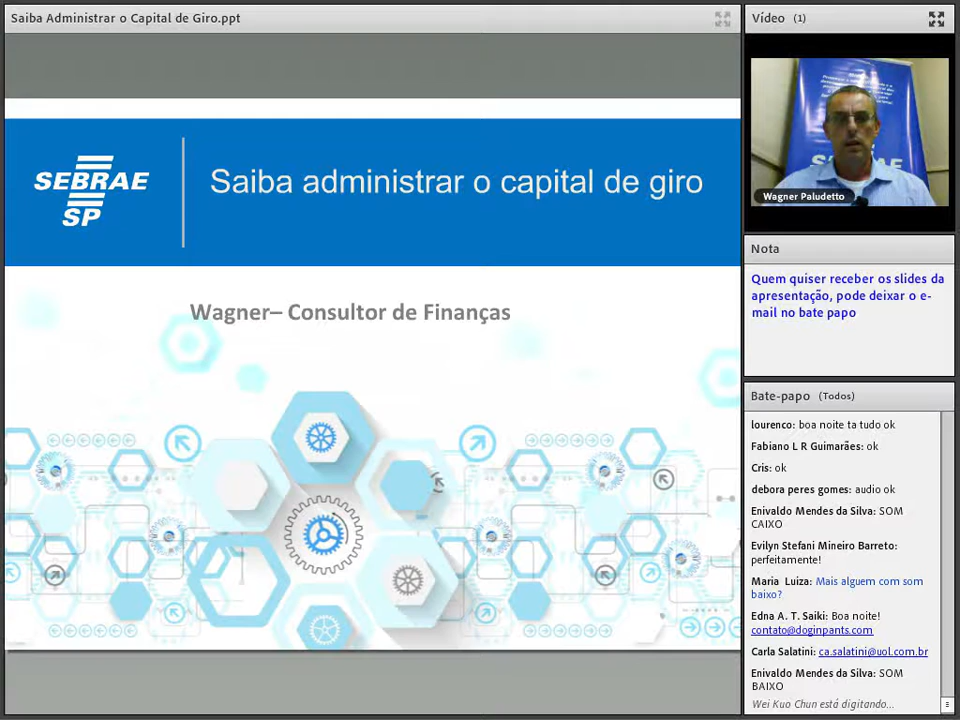 Saiba Administrar o Capital de Giro.ppt
SEBRAE
SP
Saiba administrar o capital de giro
Wagner– Consultor de Finanças
Vídeo (1)
Wagner Paludetto
Nota
Quem quiser receber os slides da
apresentação, pode deixar o e-
mail no bate papo
Bate-papo (Todos)
lourenco: boa noite ta tudo ok
Fabiano L R Guimarães: ok
Cris: ok
debora peres gomes: audio ok
Enivaldo Mendes da Silva: SOM
CAIXO
Evilyn Stefani Mineiro Barreto:
perfeitamente!
Maria Luiza: Mais alguem com som
baixo?
Edna A. T. Saiki: Boa noite!
contato@doginpants.com
Carla Salatini: ca.salatini@uol.com.br
Enivaldo Mendes da Silva: SOM
BAIXO
Wei Kuo Chun está digitando...